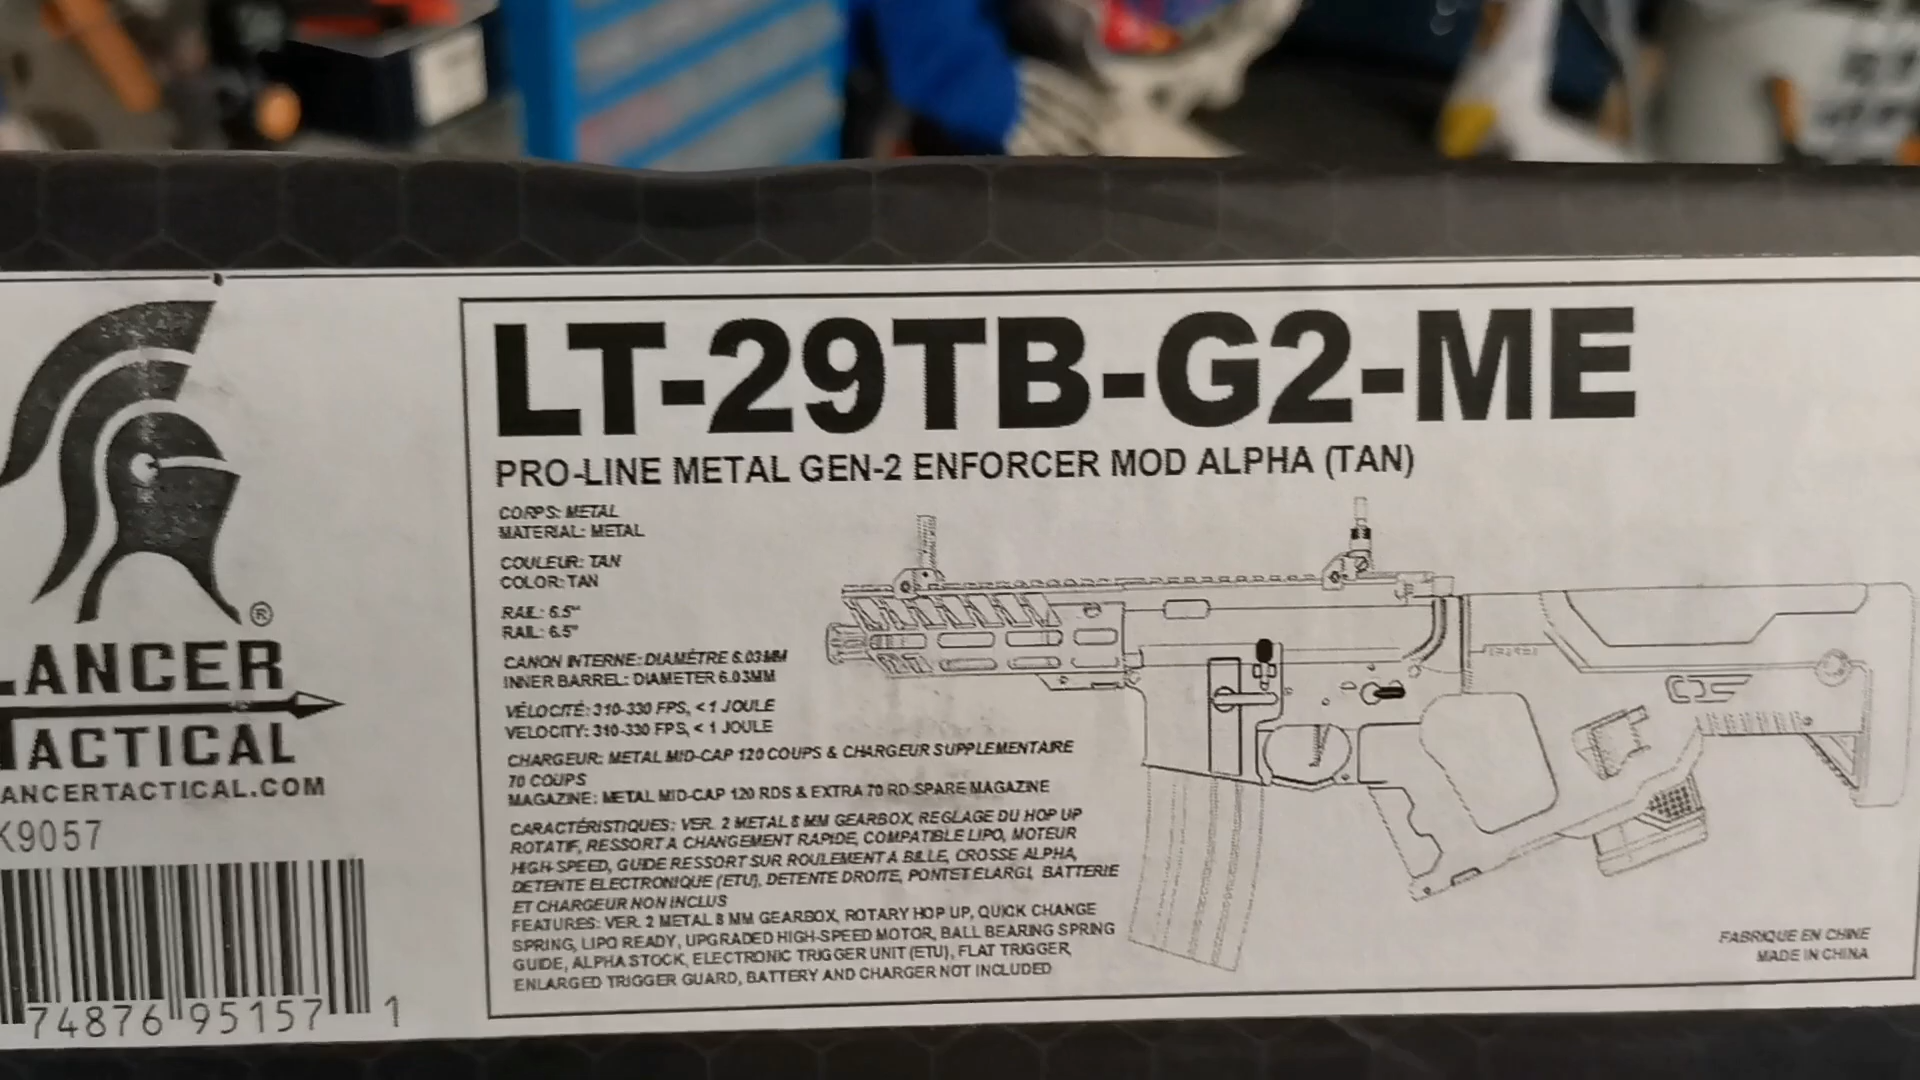 LT-29TB-G2-ME
PRO-LINE METAL GEN-2 ENFORCER MOD ALPHA (TAN)
CORPS: METAL
MATERIAL: METAL
COULEUR: TAN
COLOR: TAN
RAIL: 6.5"
RAIL: 6.5"
CANON INTERNE: DIAMÉTRE 6.03MM
INNER BARREL: DIAMETER 6.03MM
VÉLOCITÉ: 310-330 FPS, < 1 JOULE
VELOCITY: 310-330 FPS, < 1 JOULE
CHARGEUR: METAL MID-CAP 120 COUPS & CHARGEUR SUPPLEMENTAIRE
70 COUPS
MAGAZINE: METAL MID-CAP 120 RDS & EXTRA 70 RD SPARE MAGAZINE
CARACTÉRISTIQUES: VER. 2 METAL 8 MM GEARBOX, REGLAGE DU HOP UP
ROTATIF, RESSORT A CHANGEMENT RAPIDE, COMPATIBLE LIPO, MOTEUR
HIGH-SPEED, GUIDE RESSORT SUR ROULEMENT A BILLE, CROSSE ALPHA,
DETENTE ELECTRONIQUE (ETU), DETENTE DROITE, PONTET ELARGI, BATTERIE
ET CHARGEUR NON INCLUS
FEATURES: VER. 2 METAL 8 MM GEARBOX, ROTARY HOP UP, QUICK CHANGE
SPRING, LIPO READY, UPGRADED HIGH-SPEED MOTOR, BALL BEARING SPRING
GUIDE, ALPHA STOCK, ELECTRONIC TRIGGER UNIT (ETU), FLAT TRIGGER,
ENLARGED TRIGGER GUARD, BATTERY AND CHARGER NOT INCLUDED
FABRIQUE EN CHINE
MADE IN CHINA
®
LANCER
TACTICAL
ANCERTACTICAL.COM
K9057
74876 95157 1